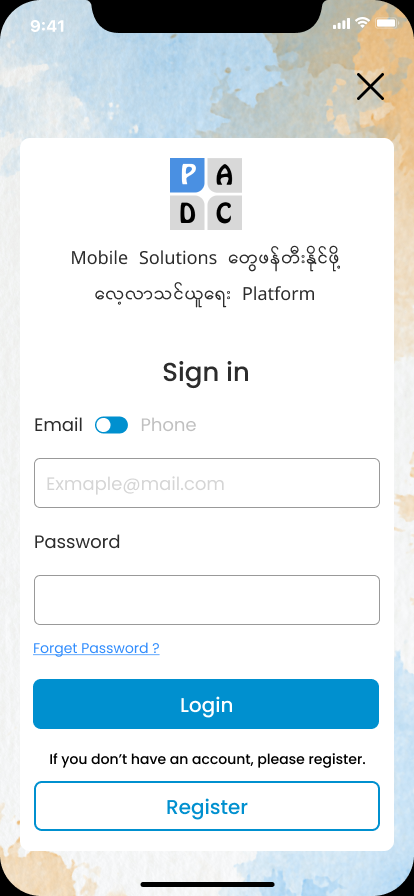 9:41
P A
D C
Mobile Solutions တွေဖန်တီးနိုင်ဖို့
လေ့လာသင်ယူရေး Platform
Sign in
Email Phone
Exmaple@mail.com
Password
Forget Password ?
Login
If you don’t have an account, please register.
Register